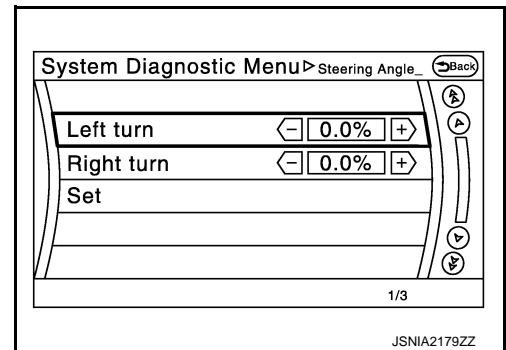 System Diagnostic Menu▷Steering Angle_ Back
Left turn − 0.0% +
Right turn − 0.0% +
Set
1/3
JSNIA2179ZZ